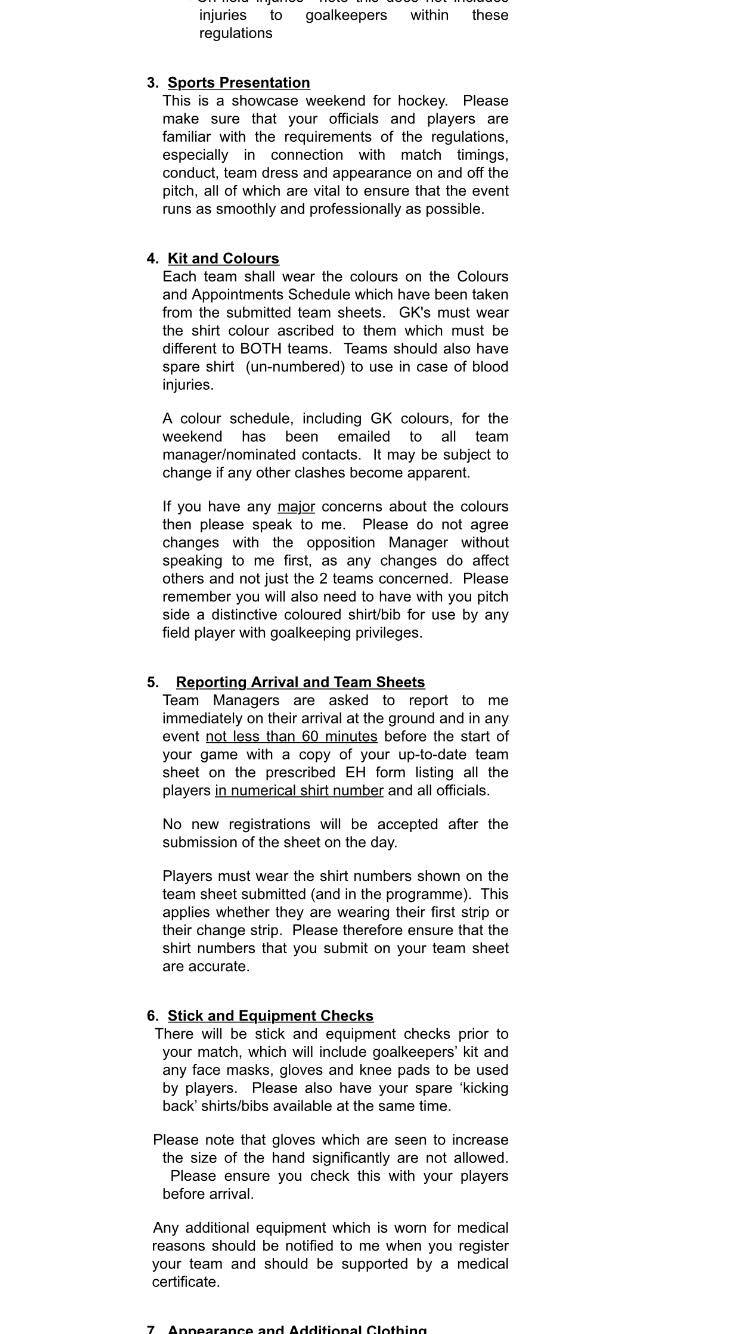 On-field injuries - note this does not includes
injuries to goalkeepers within these
regulations
3. Sports Presentation
This is a showcase weekend for hockey. Please
make sure that your officials and players are
familiar with the requirements of the regulations,
especially in connection with match timings,
conduct, team dress and appearance on and off the
pitch, all of which are vital to ensure that the event
runs as smoothly and professionally as possible.
4. Kit and Colours
Each team shall wear the colours on the Colours
and Appointments Schedule which have been taken
from the submitted team sheets. GK's must wear
the shirt colour ascribed to them which must be
different to BOTH teams. Teams should also have
spare shirt (un-numbered) to use in case of blood
injuries.
A colour schedule, including GK colours, for the
weekend has been emailed to all team
manager/nominated contacts. It may be subject to
change if any other clashes become apparent.
If you have any major concerns about the colours
then please speak to me. Please do not agree
changes with the opposition Manager without
speaking to me first, as any changes do affect
others and not just the 2 teams concerned. Please
remember you will also need to have with you pitch
side a distinctive coloured shirt/bib for use by any
field player with goalkeeping privileges.
5. Reporting Arrival and Team Sheets
Team Managers are asked to report to me
immediately on their arrival at the ground and in any
event not less than 60 minutes before the start of
your game with a copy of your up-to-date team
sheet on the prescribed EH form listing all the
players in numerical shirt number and all officials.
No new registrations will be accepted after the
submission of the sheet on the day.
Players must wear the shirt numbers shown on the
team sheet submitted (and in the programme). This
applies whether they are wearing their first strip or
their change strip. Please therefore ensure that the
shirt numbers that you submit on your team sheet
are accurate.
6. Stick and Equipment Checks
There will be stick and equipment checks prior to
your match, which will include goalkeepers’ kit and
any face masks, gloves and knee pads to be used
by players. Please also have your spare ‘kicking
back’ shirts/bibs available at the same time.
Please note that gloves which are seen to increase
the size of the hand significantly are not allowed.
Please ensure you check this with your players
before arrival.
Any additional equipment which is worn for medical
reasons should be notified to me when you register
your team and should be supported by a medical
certificate.
7. Appearance and Additional Clothing